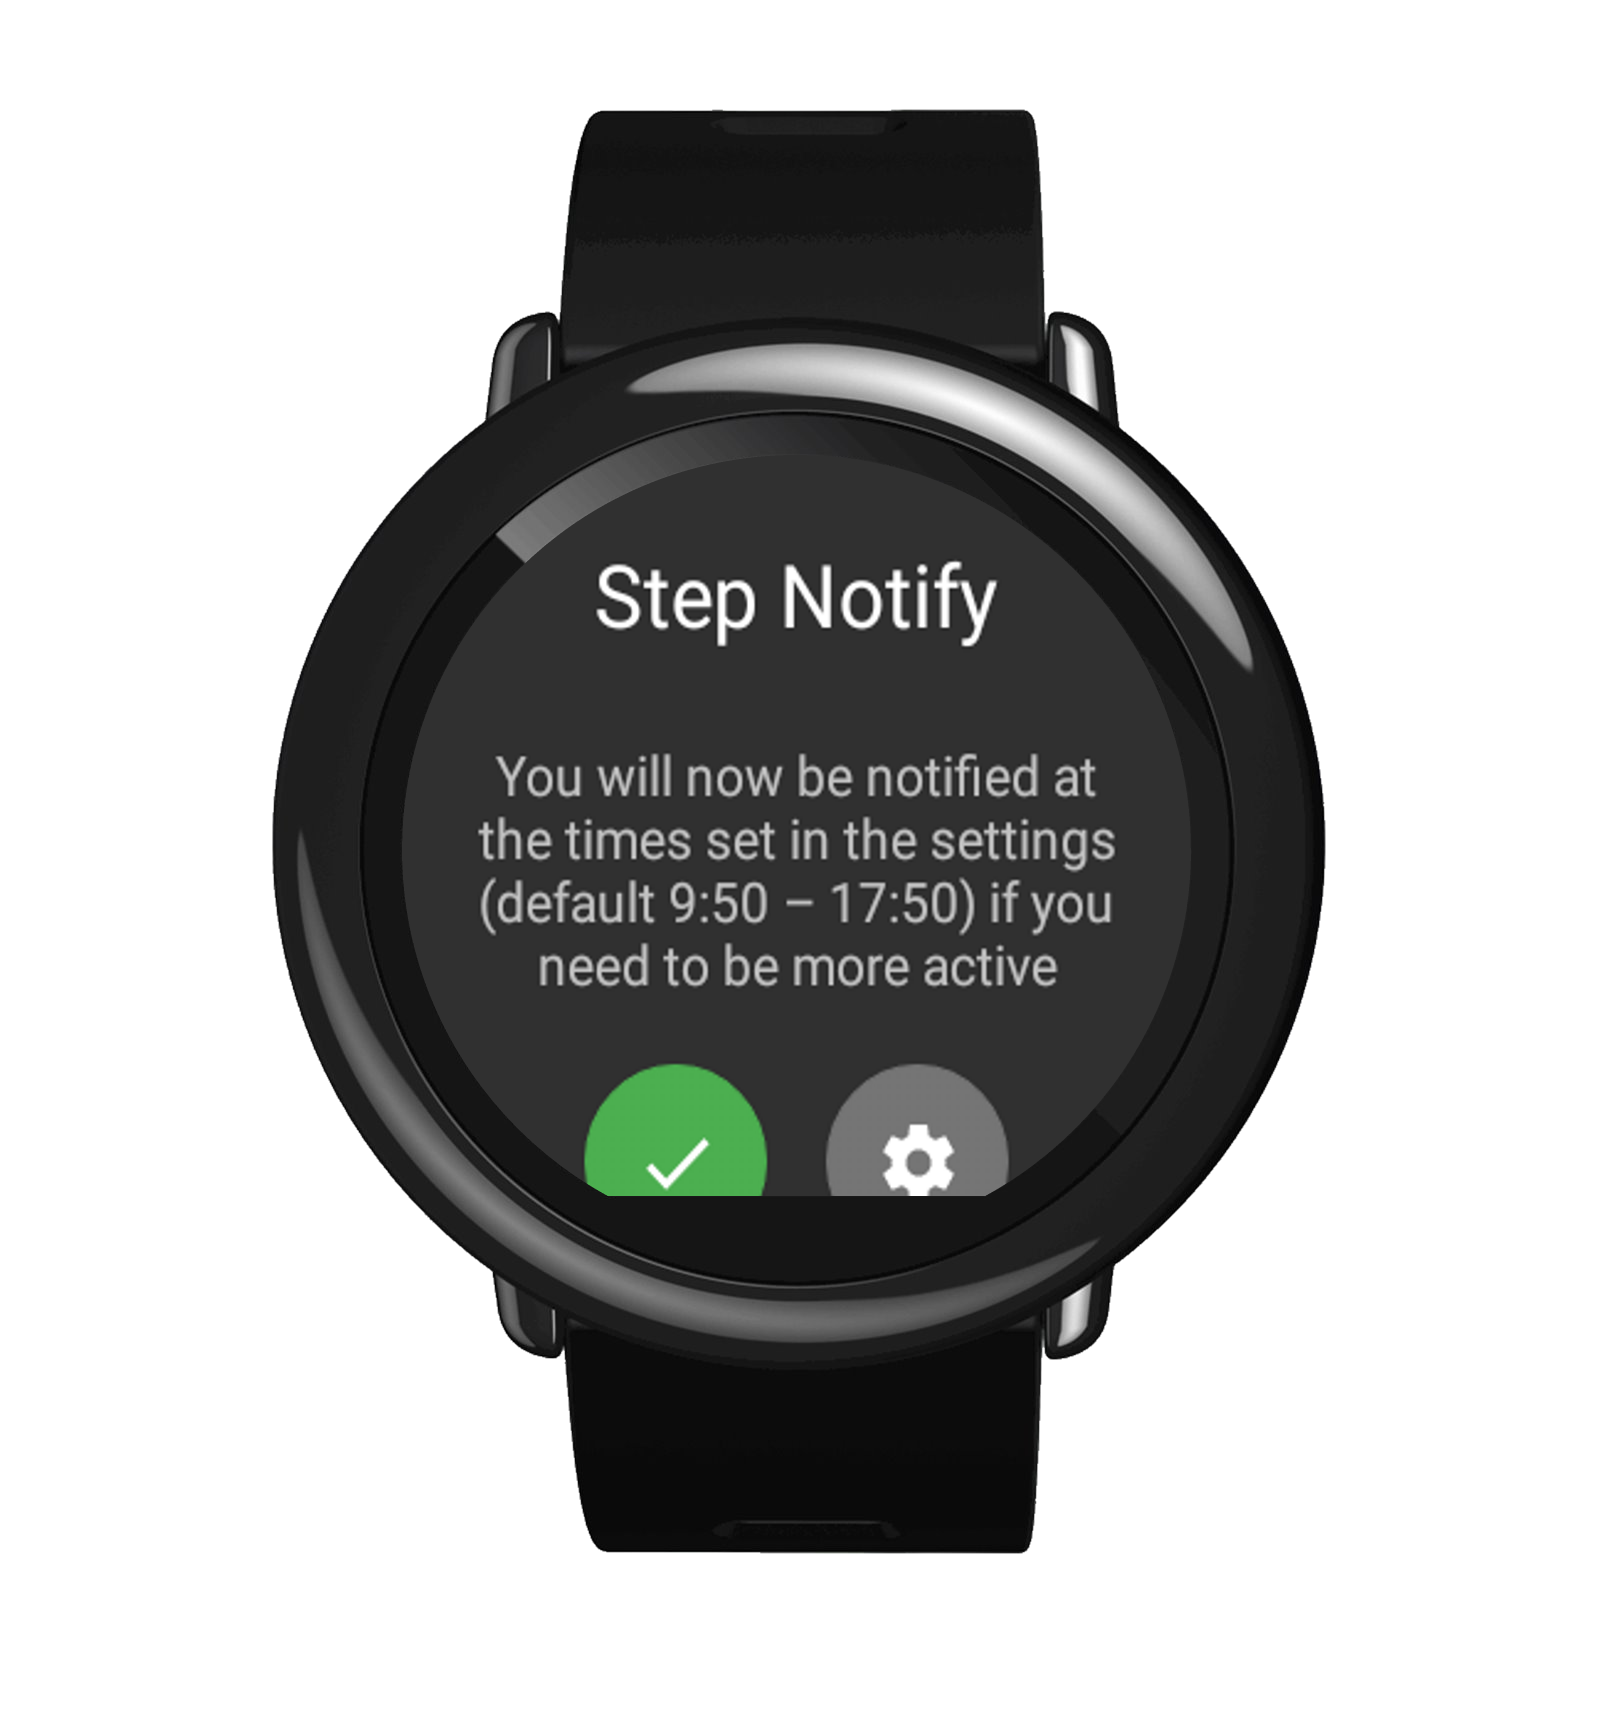 Step Notify
You will now be notified at
the times set in the settings
(default 9:50 – 17:50) if you
need to be more active